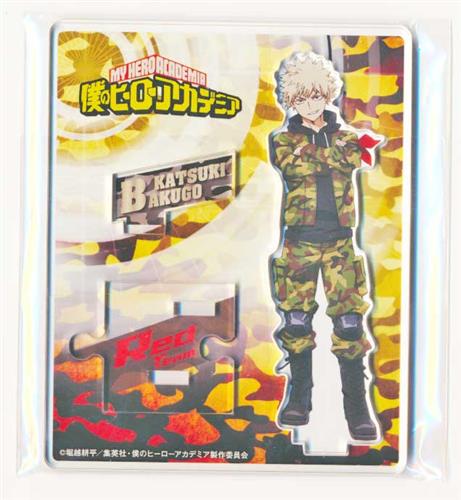 MY HERO ACADEMIA
僕のヒーローアカデミア
KATSUKI
BAKUGO
Red
Team
©堀越耕平／集英社・僕のヒーローアカデミア製作委員会